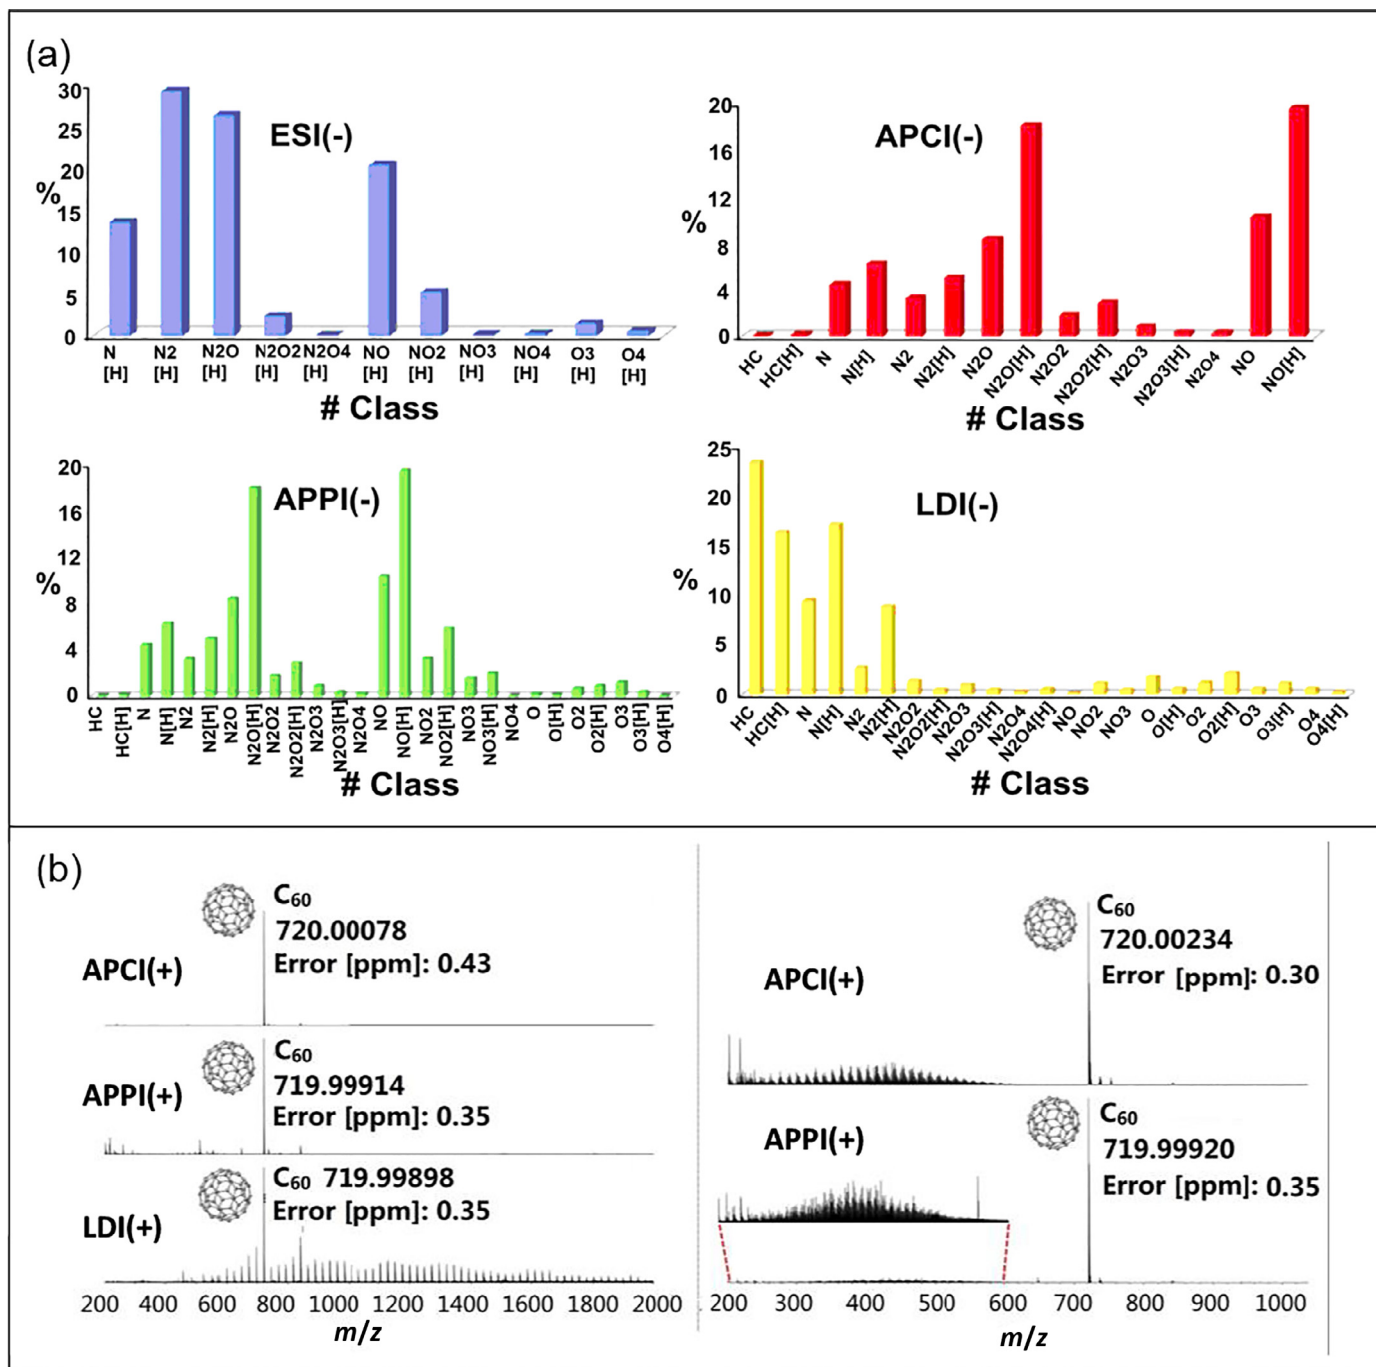 (a)
ESI(-)
%
30
25
20
15
10
5
0
N [H]
N2 [H]
N2O [H]
N2O2 [H]
N2O4 [H]
NO [H]
NO2 [H]
NO3 [H]
NO4 [H]
O3 [H]
O4 [H]
# Class
APCI(-)
%
20
16
12
8
4
0
HC
HC[H]
N
N[H]
N2
N2[H]
N2O
N2O[H]
N2O2
N2O2[H]
N2O3
N2O3[H]
N2O4
NO
NO[H]
# Class
APPI(-)
%
20
16
12
8
4
0
HC
HC[H]
N
N[H]
N2
N2[H]
N2O
N2O[H]
N2O2
N2O2[H]
N2O3
N2O3[H]
N2O4
NO
NO[H]
NO2
NO2[H]
NO3
NO3[H]
NO4
O
O[H]
O2
O2[H]
O3
O3[H]
O4[H]
# Class
LDI(-)
%
25
20
15
10
5
0
HC
HC[H]
N
N[H]
N2
N2[H]
N2O2
N2O2[H]
N2O3
N2O3[H]
N2O4
N2O4[H]
NO
NO2
NO3
O
O[H]
O2
O2[H]
O3
O3[H]
O4
O4[H]
# Class
(b)
APCI(+)
C60
720.00078
Error [ppm]: 0.43
APPI(+)
C60
719.99914
Error [ppm]: 0.35
LDI(+)
C60 719.99898
Error [ppm]: 0.35
200 400 600 800 1000 1200 1400 1600 1800 2000
m/z
APCI(+)
C60
720.00234
Error [ppm]: 0.30
APPI(+)
C60
719.99920
Error [ppm]: 0.35
200 300 400 500 600 700 800 900 1000
m/z